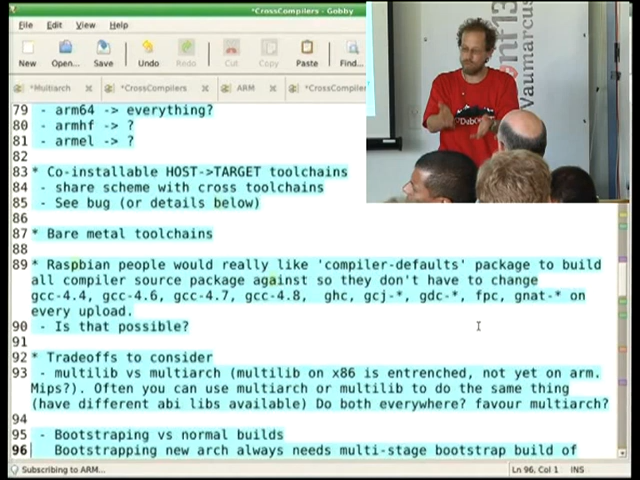 *CrossCompilers - Gobby
File Edit View Help
New Open... Save Undo Redo Cut Copy Paste Find...
*Multiarch *CrossCompilers ARM *CrossCompiler
79 - arm64 -> everything?
80 - armhf -> ?
81 - armel -> ?
82
83 * Co-installable HOST->TARGET toolchains
84 - share scheme with cross toolchains
85 - See bug (or details below)
86
87 * Bare metal toolchains
88
89 * Raspbian people would really like 'compiler-defaults' package to build
all compiler source package against so they don't have to change
gcc-4.4, gcc-4.6, gcc-4.7, gcc-4.8, ghc, gcj-*, gdc-*, fpc, gnat-* on
every upload.
90 - Is that possible?
91
92 * Tradeoffs to consider
93 - multilib vs multiarch (multilib on x86 is entrenched, not yet on arm.
Mips?). Often you can use multiarch or multilib to do the same thing
(have different abi libs available) Do both everywhere? favour multiarch?
94
95 - Bootstraping vs normal builds
96 Bootstrapping new arch always needs multi-stage bootstrap build of
Subscribing to ARM... Ln 96, Col 1 INS
onf13
Vaumarcus